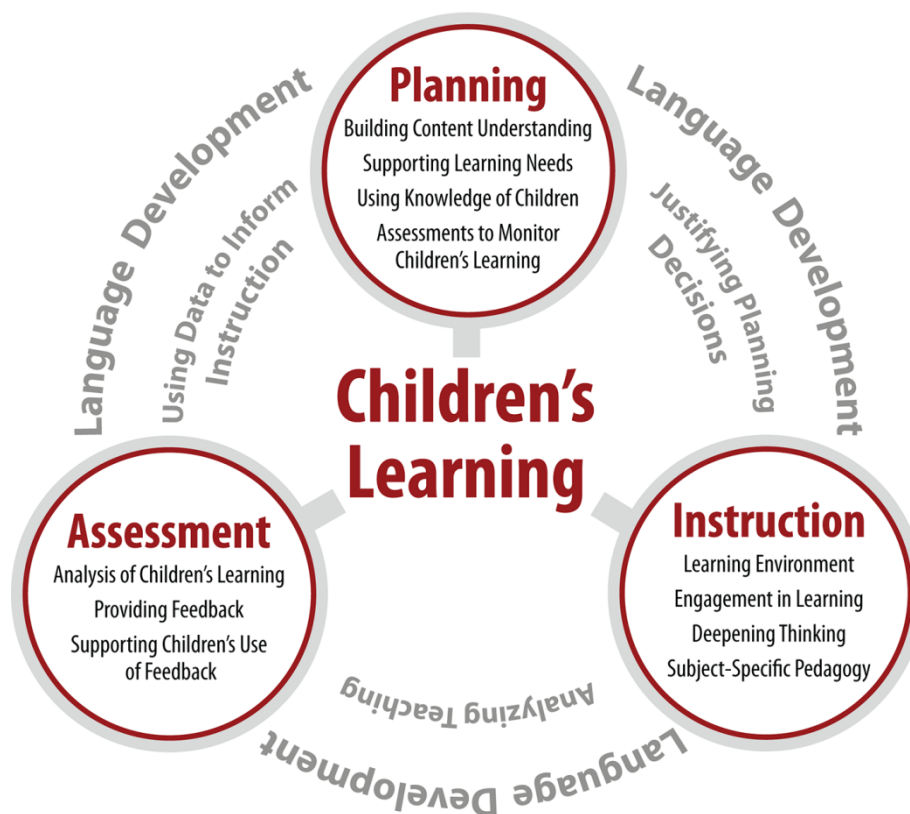 Planning
Building Content Understanding
Supporting Learning Needs
Using Knowledge of Children
Assessments to Monitor
Children's Learning
Language Development
Using Data to Inform
Instruction
Language Development
Justifying Planning
Decisions
Children's
Learning
Assessment
Analysis of Children's Learning
Providing Feedback
Supporting Children's Use
of Feedback
Instruction
Learning Environment
Engagement in Learning
Deepening Thinking
Subject-Specific Pedagogy
Analyzing Teaching
Language Development